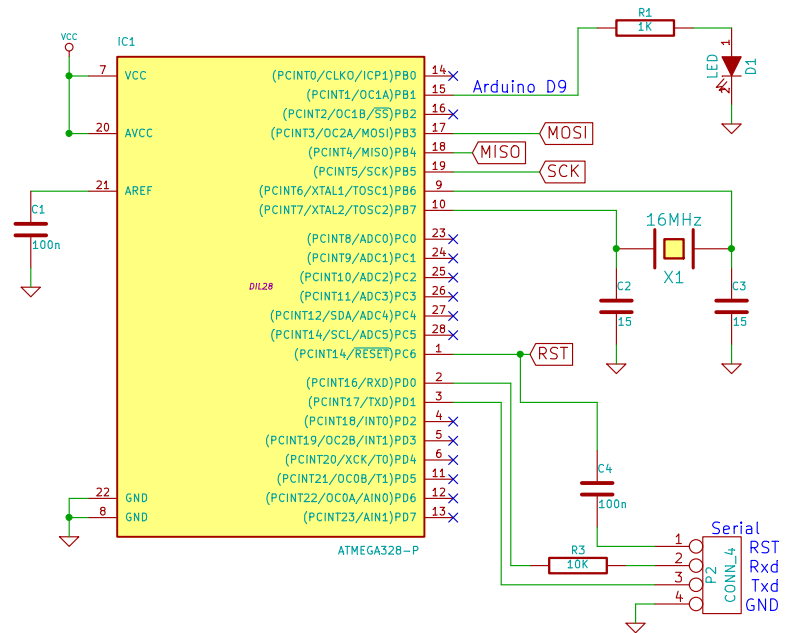 VCC
IC1
R1
1K
LED
D1
1
2
7
VCC
20
AVCC
21
AREF
C1
100n
DIL28
22
GND
8
GND
(PCINT0/CLKO/ICP1)PB0
14
(PCINT1/OC1A)PB1
15
Arduino D9
(PCINT2/OC1B/SS)PB2
16
(PCINT3/OC2A/MOSI)PB3
17
MOSI
(PCINT4/MISO)PB4
18
MISO
(PCINT5/SCK)PB5
19
SCK
(PCINT6/XTAL1/TOSC1)PB6
9
(PCINT7/XTAL2/TOSC2)PB7
10
16MHz
X1
C2
15
C3
15
(PCINT8/ADC0)PC0
23
(PCINT9/ADC1)PC1
24
(PCINT10/ADC2)PC2
25
(PCINT11/ADC3)PC3
26
(PCINT12/SDA/ADC4)PC4
27
(PCINT14/SCL/ADC5)PC5
28
(PCINT14/RESET)PC6
1
RST
(PCINT16/RXD)PD0
2
(PCINT17/TXD)PD1
3
(PCINT18/INT0)PD2
4
(PCINT19/OC2B/INT1)PD3
5
(PCINT20/XCK/T0)PD4
6
(PCINT21/OC0B/T1)PD5
11
(PCINT22/OC0A/AIN0)PD6
12
(PCINT23/AIN1)PD7
13
ATMEGA328-P
C4
100n
R3
10K
Serial
1
RST
2
Rxd
3
Txd
4
GND
P2
CONN_4